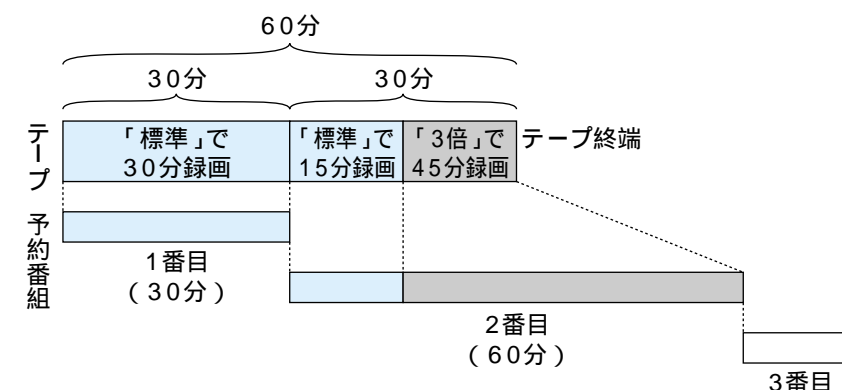 60分
30分
30分
テープ
「標準」で
30分録画
「標準」で
15分録画
「3倍」で
45分録画
テープ終端
予約番組
1番目
(30分)
2番目
(60分)
3番目